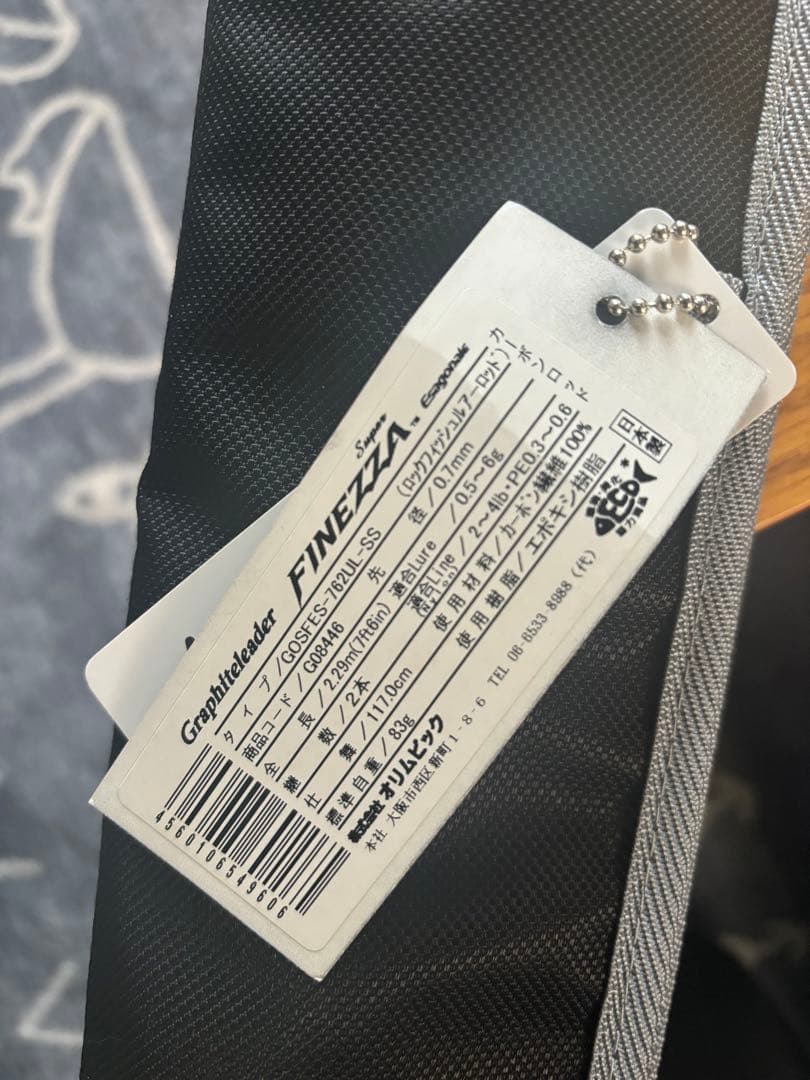 カーボンロッド
Graphiteleader
Super
FINEZZA™ Esagonale
タイプ/GOSFES-762UL-SS (ロックフィッシュルアーロッド)
商品コード/G08446
先径/0.7mm
全長/2.29m(7ft6in)
適合Lure/0.5〜6g
継数/2本
適合Line(Nylon)/2〜4lb・PE0.3〜0.6
仕舞/117.0cm
使用材料/カーボン繊維100%
標準自重/83g
使用樹脂/エポキシ樹脂
日本製
株式会社オリムピック
本社 大阪市西区新町1-8-6 TEL 06-6533-8988(代)
4560106549606
ECO